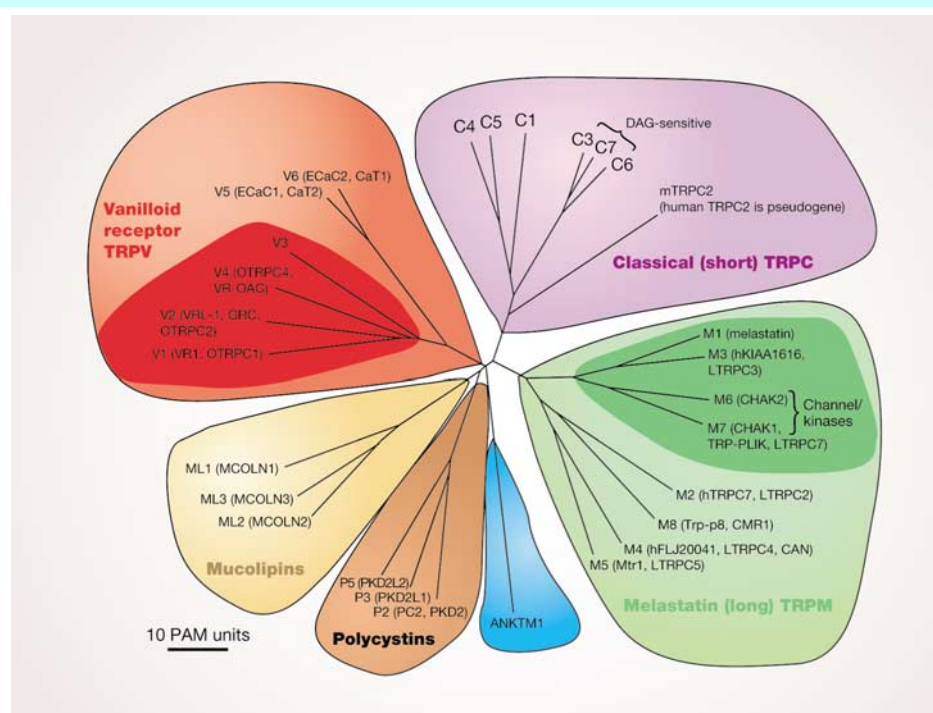 C4 C5 C1
C3
C7
C6
DAG-sensitive
mTRPC2
(human TRPC2 is pseudogene)
Classical (short) TRPC
V6 (ECaC2, CaT1)
V5 (ECaC1, CaT2)
Vanilloid
receptor
TRPV
V3
V4 (OTRPC4,
VR-OAC)
V2 (VRL-1, GRC,
OTRPC2)
V1 (VR1, OTRPC1)
M1 (melastatin)
M3 (hKIAA1616,
LTRPC3)
M6 (CHAK2)
Channel/
kinases
M7 (CHAK1,
TRP-PLIK, LTRPC7)
M2 (hTRPC7, LTRPC2)
M8 (Trp-p8, CMR1)
M4 (hFLJ20041, LTRPC4, CAN)
M5 (Mtr1, LTRPC5)
Melastatin (long) TRPM
ML1 (MCOLN1)
ML3 (MCOLN3)
ML2 (MCOLN2)
Mucolipins
P5 (PKD2L2)
P3 (PKD2L1)
P2 (PC2, PKD2)
Polycystins
ANKTM1
10 PAM units